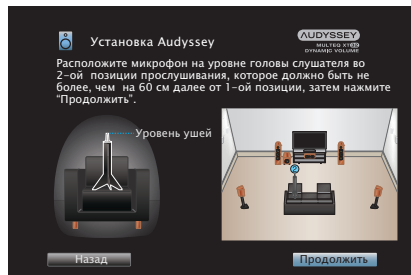 Установка Audyssey
AUDYSSEY
MULTEQ XT32
DYNAMIC VOLUME
Расположите микрофон на уровне головы слушателя во
2-ой позиции прослушивания, которое должно быть не
более, чем на 60 см далее от 1-ой позиции, затем нажмите
"Продолжить".
Уровень ушей
2
Назад
Продолжить